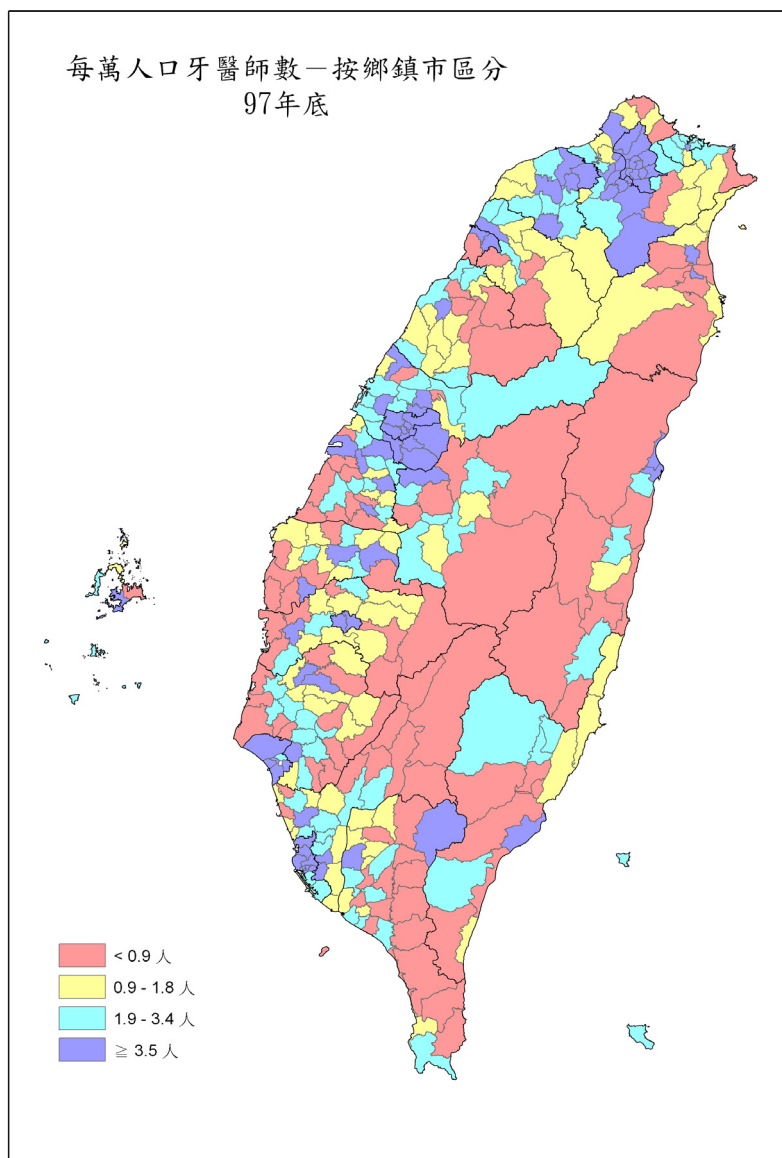 每萬人口牙醫師數－按鄉鎮市區分
97年底
< 0.9 人
0.9 - 1.8 人
1.9 - 3.4 人
≧ 3.5 人